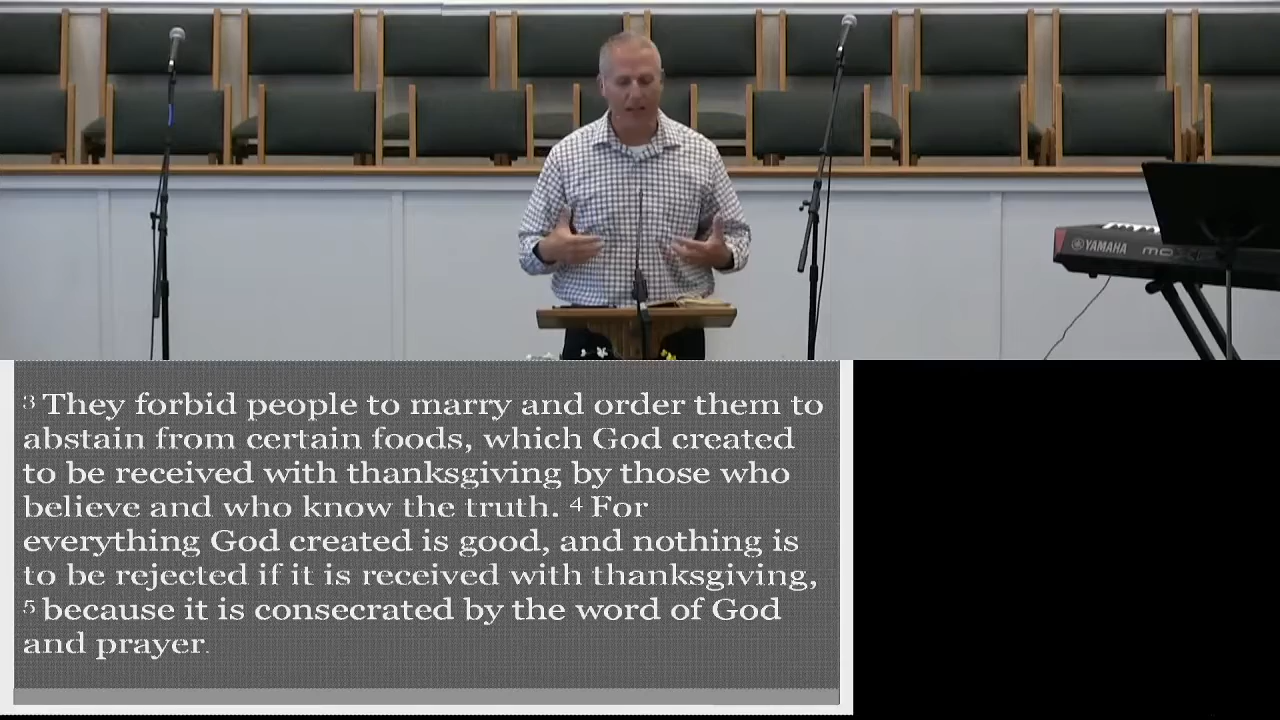 YAMAHA
3 They forbid people to marry and order them to
abstain from certain foods, which God created
to be received with thanksgiving by those who
believe and who know the truth. 4 For
everything God created is good, and nothing is
to be rejected if it is received with thanksgiving,
5 because it is consecrated by the word of God
and prayer.